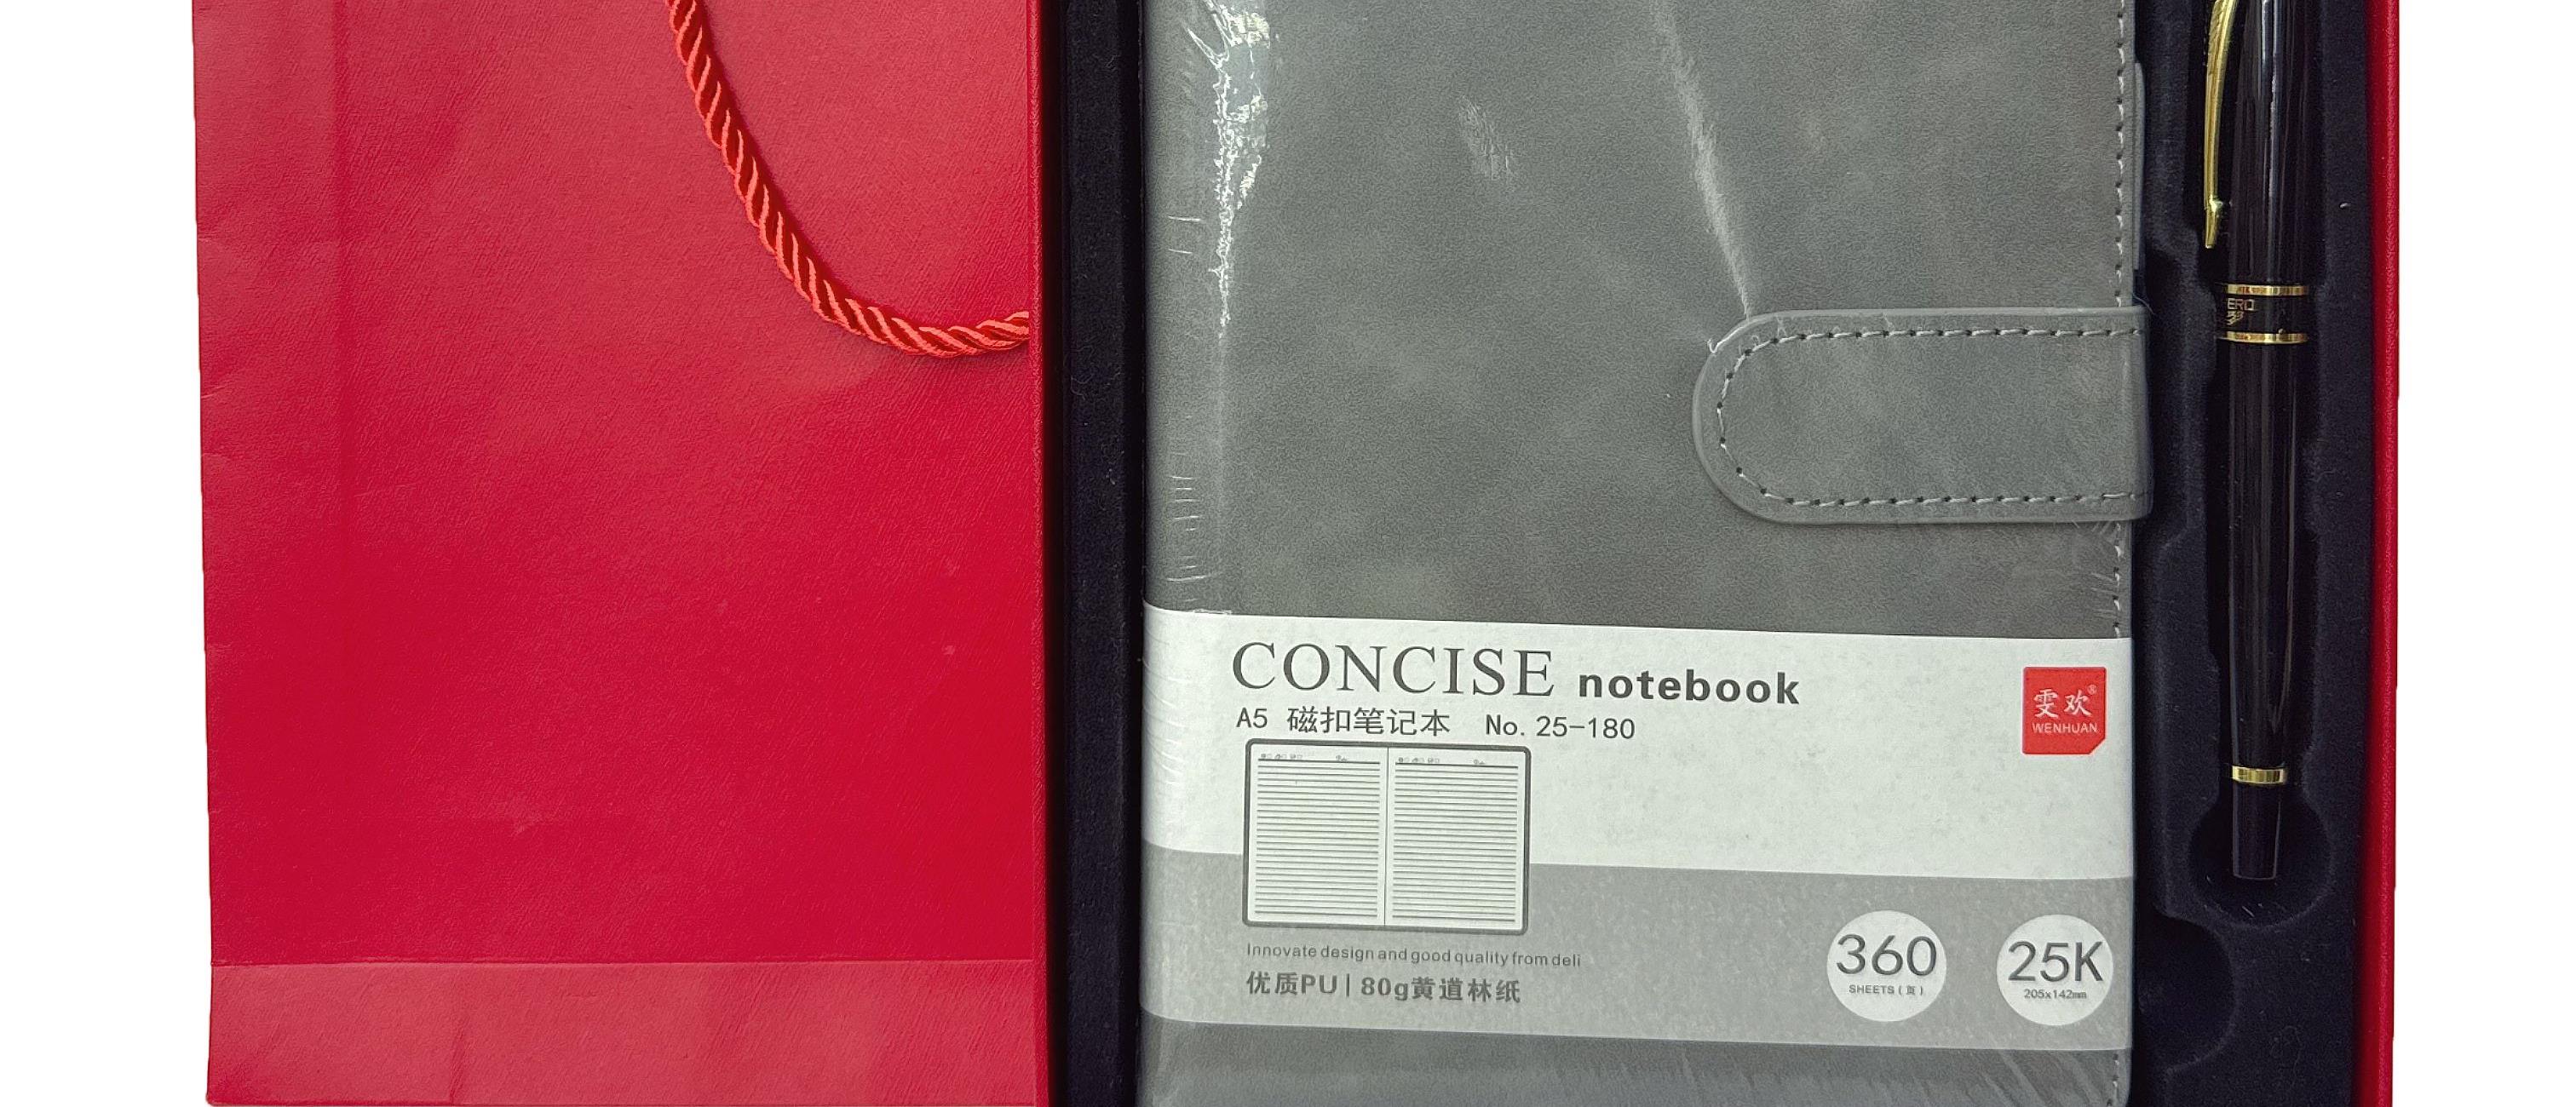 CONCISE notebook
A5 磁扣笔记本 No. 25-180
雯欢®
WENHUAN
Innovate design and good quality from deli
优质PU | 80g黄道林纸
360
SHEETS (页)
25K
205x142mm